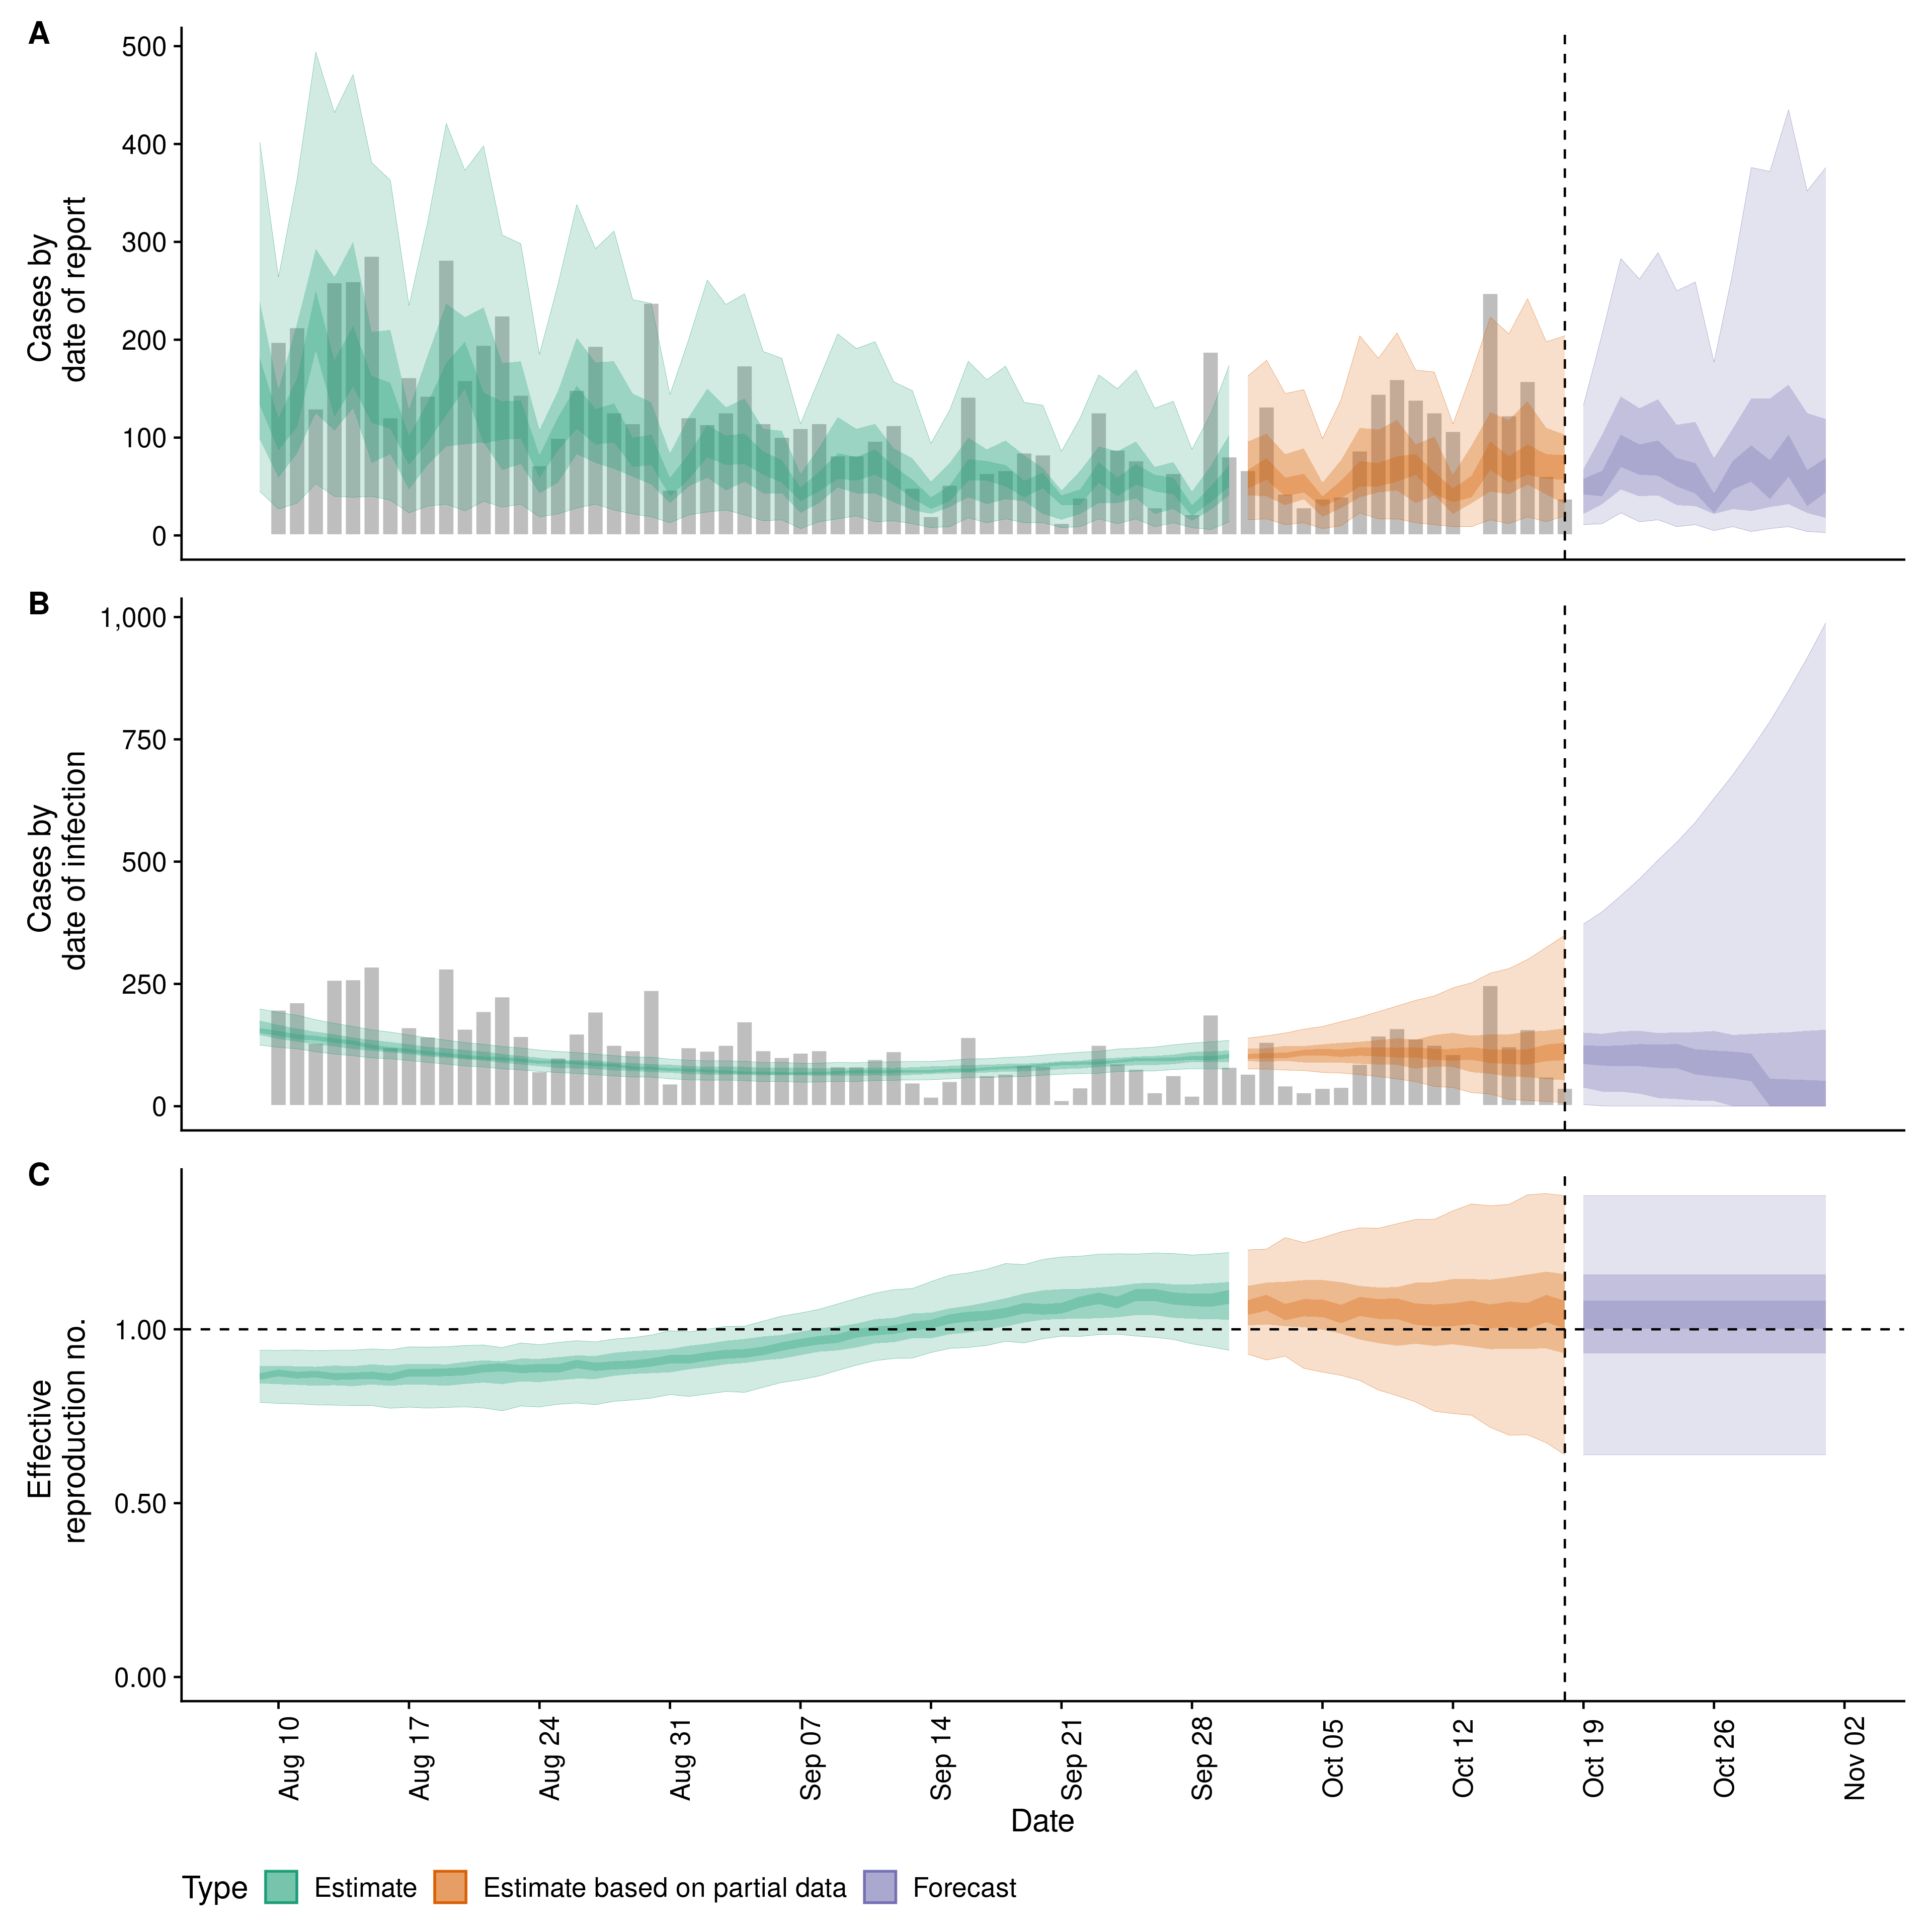 A
500
400
300
200
100
0
Cases by
date of report
B
1,000
750
500
250
0
Cases by
date of infection
C
1.00
0.50
0.00
Effective
reproduction no.
Aug 10
Aug 17
Aug 24
Aug 31
Sep 07
Sep 14
Sep 21
Sep 28
Oct 05
Oct 12
Oct 19
Oct 26
Nov 02
Date
Type
Estimate
Estimate based on partial data
Forecast